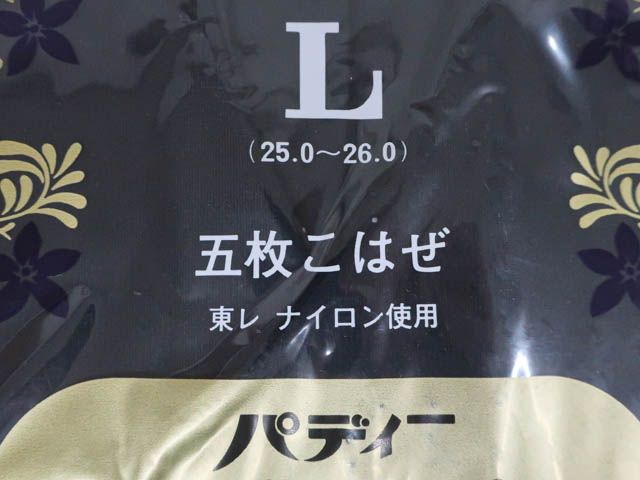 L
(25.0～26.0)
五枚こはぜ
東レ ナイロン使用
パディー